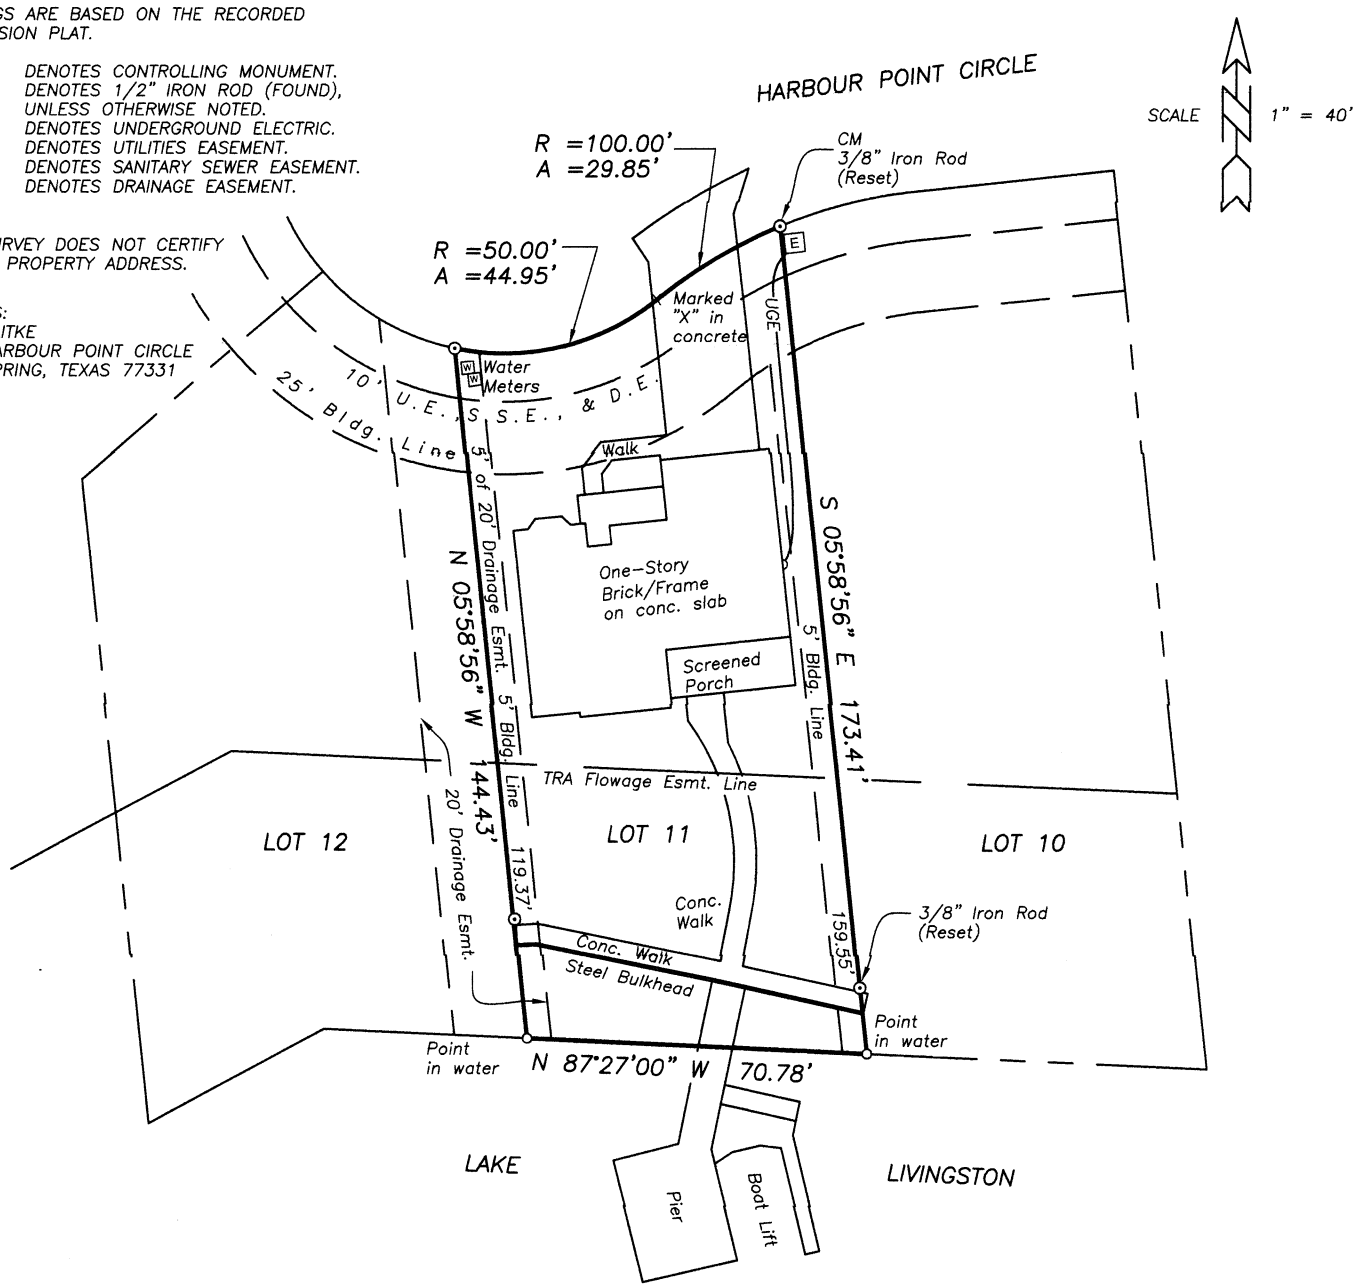 GS ARE BASED ON THE RECORDED
SION PLAT.
DENOTES CONTROLLING MONUMENT.
DENOTES 1/2" IRON ROD (FOUND),
UNLESS OTHERWISE NOTED.
DENOTES UNDERGROUND ELECTRIC.
DENOTES UTILITIES EASEMENT.
DENOTES SANITARY SEWER EASEMENT.
DENOTES DRAINAGE EASEMENT.
RVEY DOES NOT CERTIFY
PROPERTY ADDRESS.
S:
ITKE
ARBOUR POINT CIRCLE
PRING, TEXAS 77331
HARBOUR POINT CIRCLE
SCALE 1" = 40'
N
R =100.00'
A =29.85'
CM
3/8" Iron Rod
(Reset)
R =50.00'
A =44.95'
E
UGE
Marked
"X" in
concrete
W
W
Water
Meters
10' U.E., S.S.E., & D.E.
25' Bldg. Line
Walk
5' of 20' Drainage Esmt.
5' Bldg. Line
N 05°58'56" W 144.43'
119.37'
One-Story
Brick/Frame
on conc. slab
Screened
Porch
S 05°58'56" E 173.41'
5' Bldg. Line
159.55'
TRA Flowage Esmt. Line
20' Drainage Esmt.
LOT 12
LOT 11
LOT 10
Conc.
Walk
3/8" Iron Rod
(Reset)
Conc. Walk
Steel Bulkhead
Point
in water
Point
in water
N 87°27'00" W 70.78'
LAKE
LIVINGSTON
Pier
Boat Lift